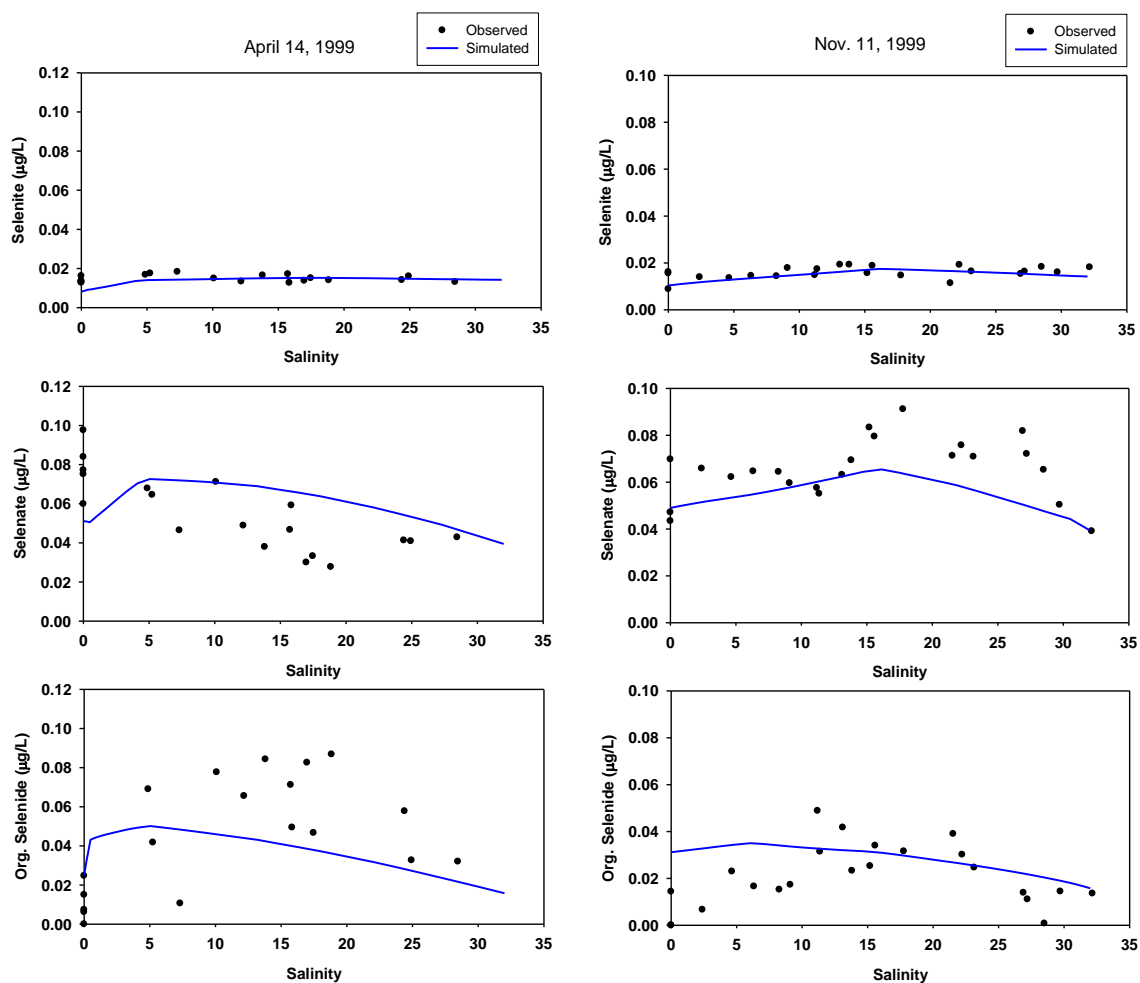 April 14, 1999
Observed
Simulated
Nov. 11, 1999
Observed
Simulated
Selenite (µg/L)
0.12
0.10
0.08
0.06
0.04
0.02
0.00
0 5 10 15 20 25 30 35
Salinity
Selenite (µg/L)
0.10
0.08
0.06
0.04
0.02
0.00
0 5 10 15 20 25 30 35
Salinity
Selenate (µg/L)
0.12
0.10
0.08
0.06
0.04
0.02
0.00
0 5 10 15 20 25 30 35
Salinity
Selenate (µg/L)
0.10
0.08
0.06
0.04
0.02
0.00
0 5 10 15 20 25 30 35
Salinity
Org. Selenide (µg/L)
0.12
0.10
0.08
0.06
0.04
0.02
0.00
0 5 10 15 20 25 30 35
Salinity
Org. Selenide (µg/L)
0.10
0.08
0.06
0.04
0.02
0.00
0 5 10 15 20 25 30 35
Salinity